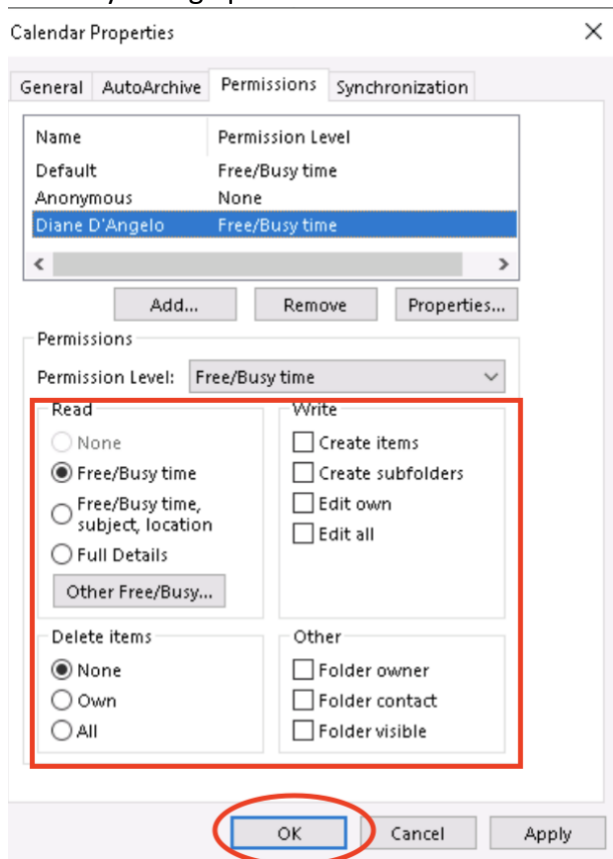 Calendar Properties
General AutoArchive Permissions Synchronization
Name Permission Level
Default Free/Busy time
Anonymous None
Diane D'Angelo Free/Busy time
Add... Remove Properties...
Permissions
Permission Level: Free/Busy time
Read Write
None Create items
Free/Busy time Create subfolders
Free/Busy time, Edit own
subject, location Edit all
Full Details
Other Free/Busy...
Delete items Other
None Folder owner
Own Folder contact
All Folder visible
OK Cancel Apply